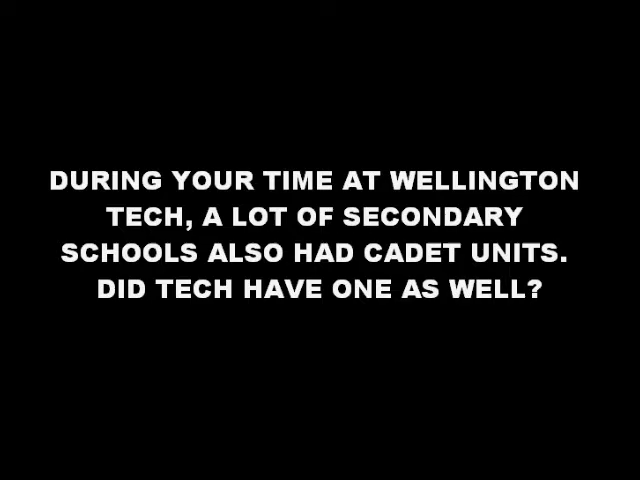 DURING YOUR TIME AT WELLINGTON
TECH, A LOT OF SECONDARY
SCHOOLS ALSO HAD CADET UNITS.
DID TECH HAVE ONE AS WELL?